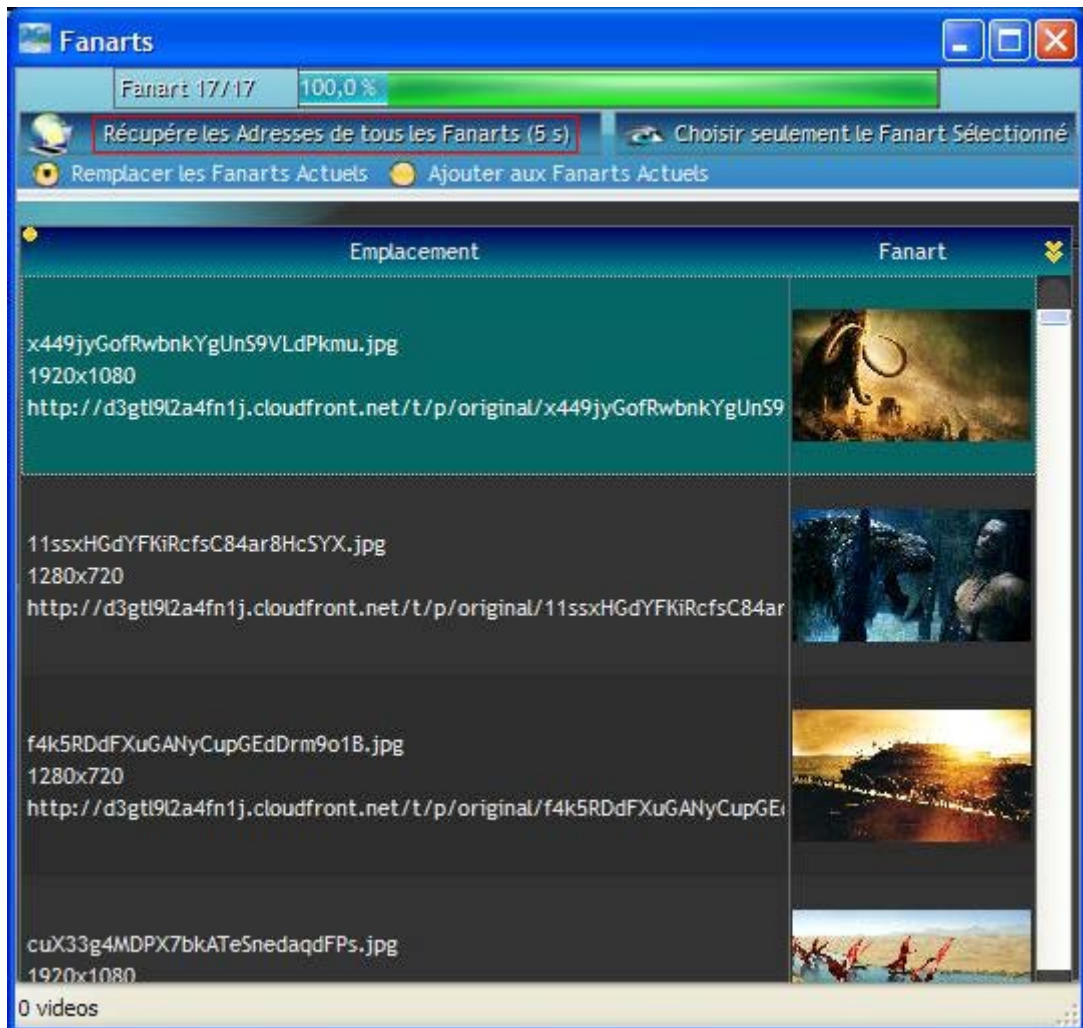 Fanarts
Fanart 17/17 100,0 %
Récupére les Adresses de tous les Fanarts (5 s) Choisir seulement le Fanart Sélectionné
Remplacer les Fanarts Actuels Ajouter aux Fanarts Actuels
Emplacement Fanart
x449jyGofRwbnkYgUnS9VLdPkmu.jpg
1920x1080
http://d3gtl9l2a4fn1j.cloudfront.net/t/p/original/x449jyGofRwbnkYgUnS9
11ssxHGdYFKiRcfsC84ar8HcSYX.jpg
1280x720
http://d3gtl9l2a4fn1j.cloudfront.net/t/p/original/11ssxHGdYFKiRcfsC84ar
f4k5RDdFXuGANyCupGEdDrm9o1B.jpg
1280x720
http://d3gtl9l2a4fn1j.cloudfront.net/t/p/original/f4k5RDdFXuGANyCupGEd
cuX33g4MDPX7bkATeSnedaqdFPs.jpg
1920x1080
0 videos